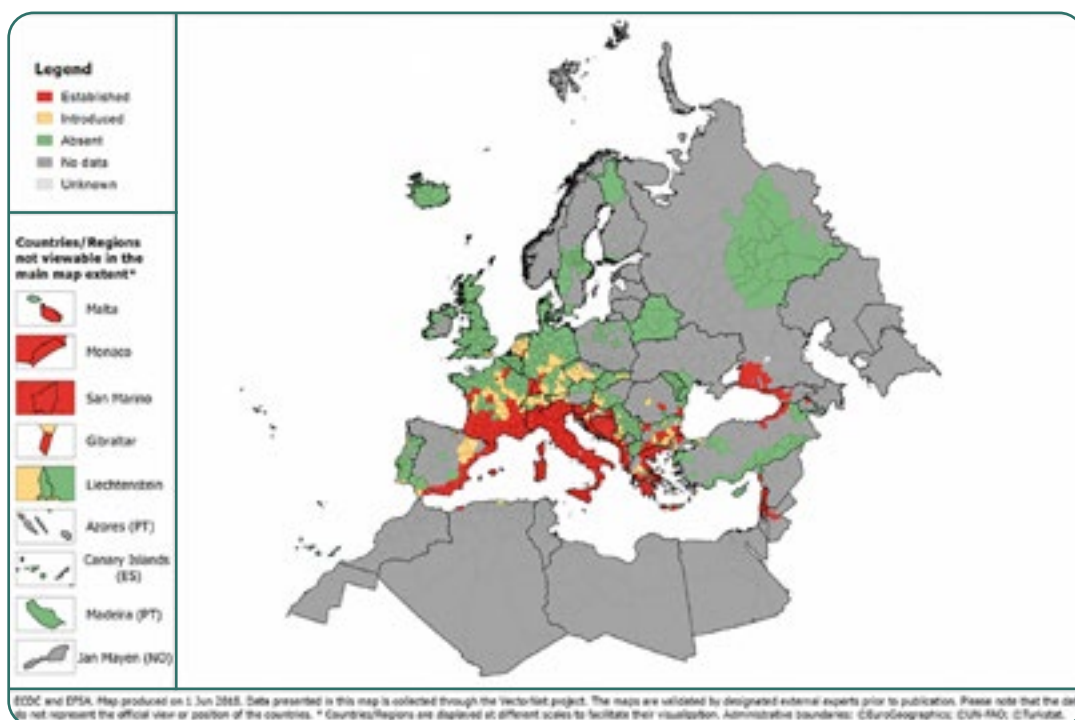 Legend
Established
Introduced
Absent
No data
Unknown
Countries/Regions
not viewable in the
main map extent*
Malta
Monaco
San Marino
Gibraltar
Liechtenstein
Azores (PT)
Canary Islands
(ES)
Madeira (PT)
Jan Mayen (NO)
ECDC and EFSA. Map produced on 1 Jun 2018. Data presented in this map is collected through the VectorNet project. The maps are validated by designated external experts prior to publication. Please note that the
do not represent the official view or position of the countries. * Countries/Regions are displayed at different scales to facilitate their visualisation. Administrative boundaries: ©EuroGeographics; ©UN-FAO; ©Turkstat.